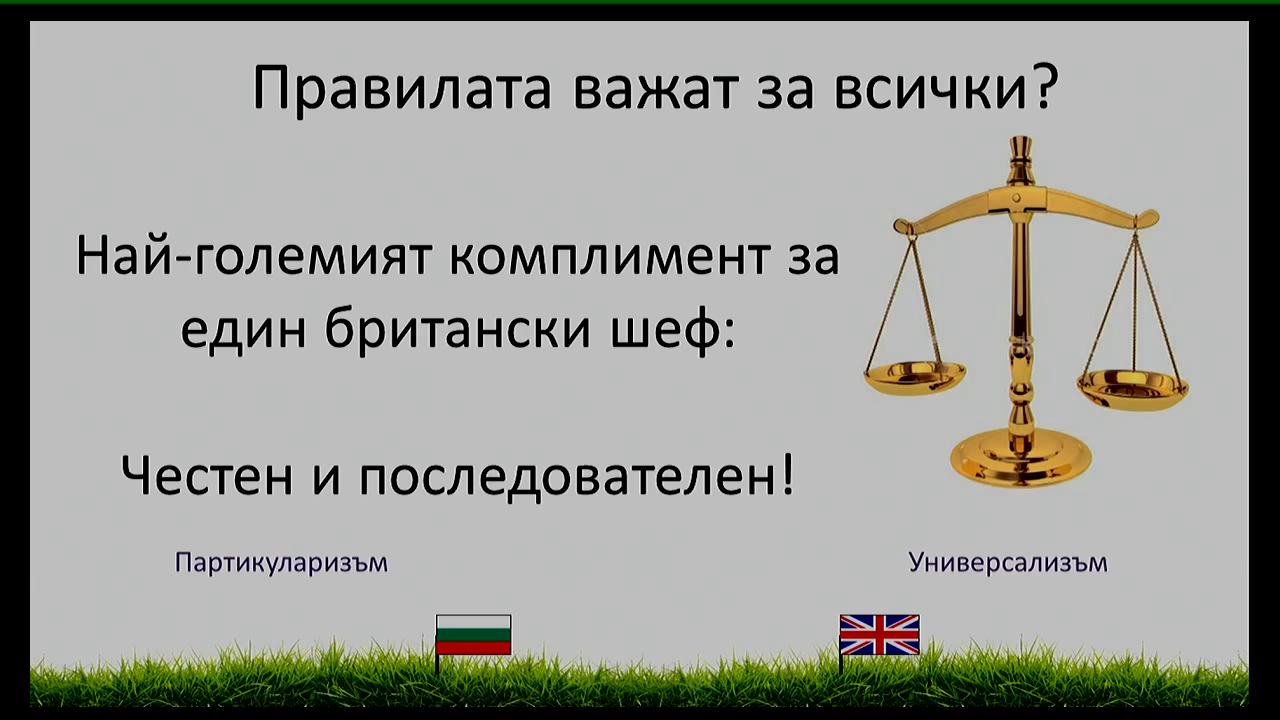 Правилата важат за всички?
Най-големият комплимент за
един британски шеф:
Честен и последователен!
Партикуларизъм
Универсализъм